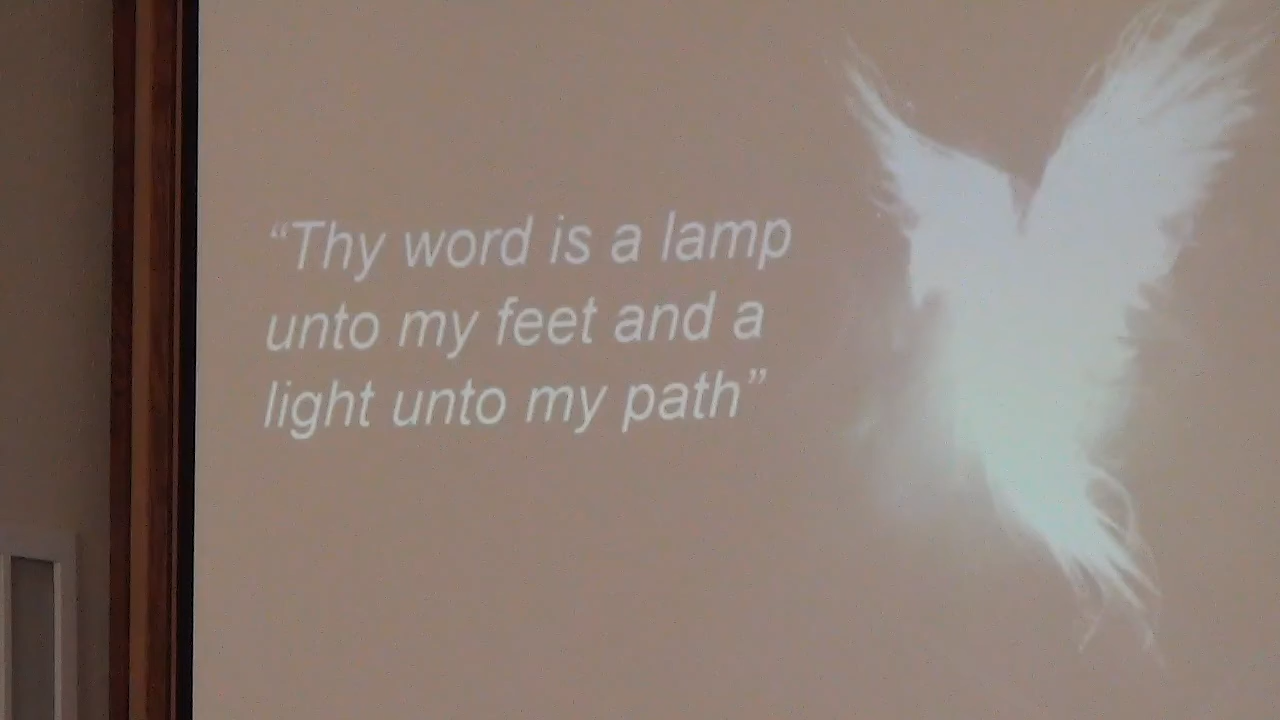 “Thy word is a lamp
unto my feet and a
light unto my path”